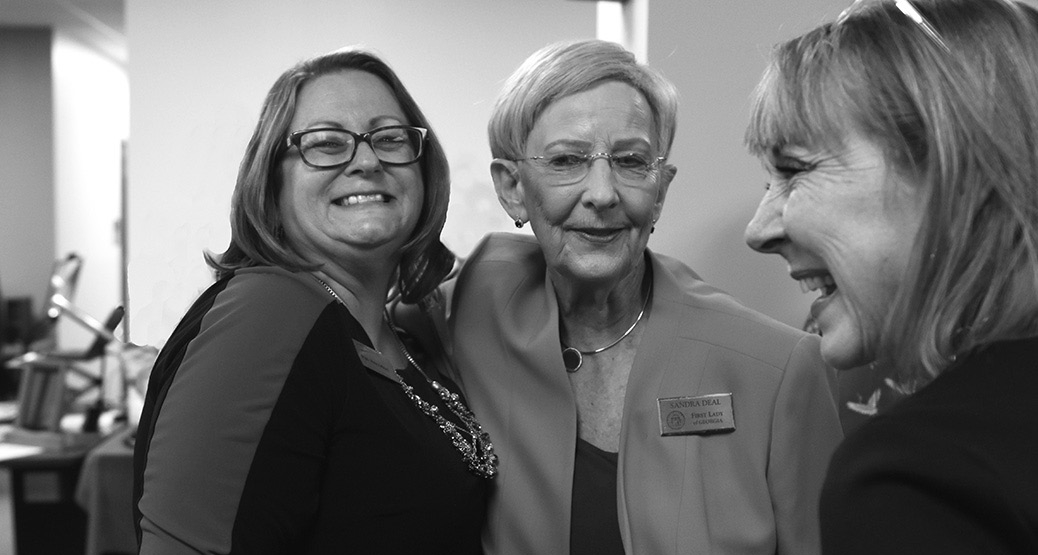 SANDRA DEAL
FIRST LADY
of GEORGIA